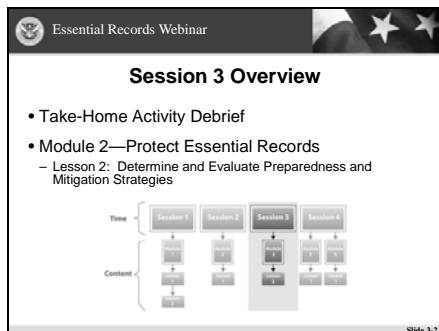 Essential Records Webinar
Session 3 Overview
• Take-Home Activity Debrief
• Module 2—Protect Essential Records
– Lesson 2: Determine and Evaluate Preparedness and
Mitigation Strategies
Time
Session 1 Session 2 Session 3 Session 4
Content
Slide 3-2